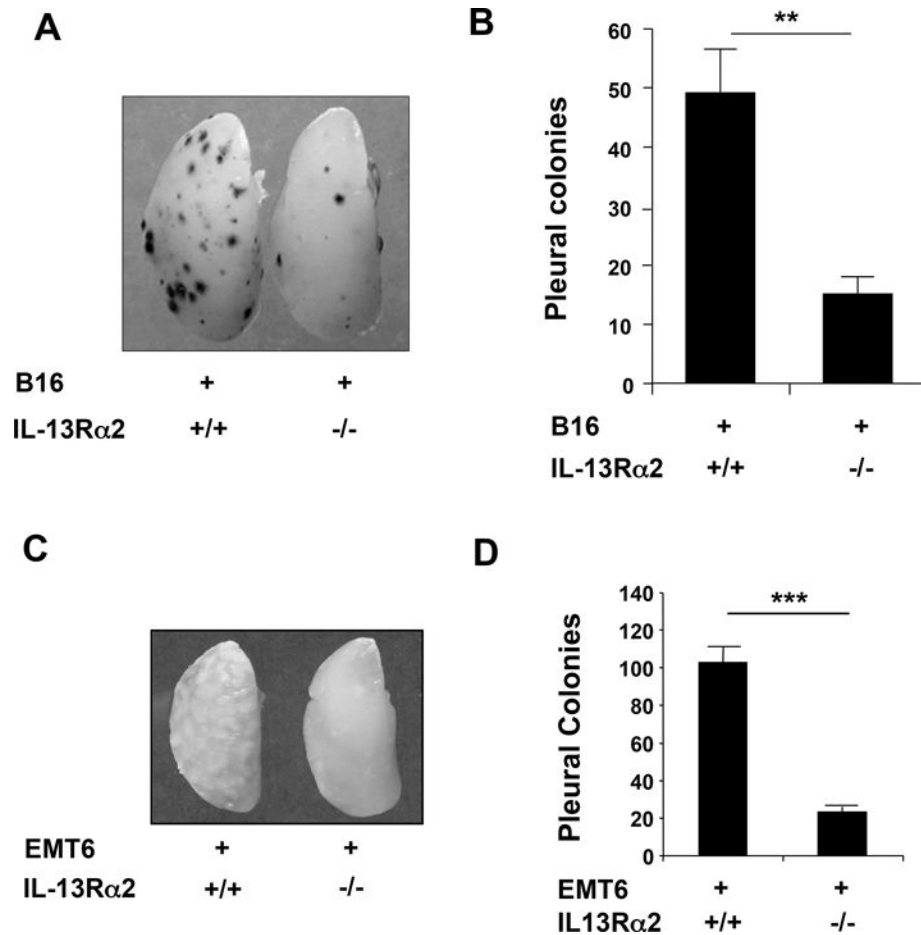 A
B16 + +
IL-13Rα2 +/+ -/-
B
**
Pleural colonies
60
50
40
30
20
10
0
B16 + +
IL-13Rα2 +/+ -/-
C
EMT6 + +
IL-13Rα2 +/+ -/-
D
***
Pleural Colonies
140
120
100
80
60
40
20
0
EMT6 + +
IL13Rα2 +/+ -/-